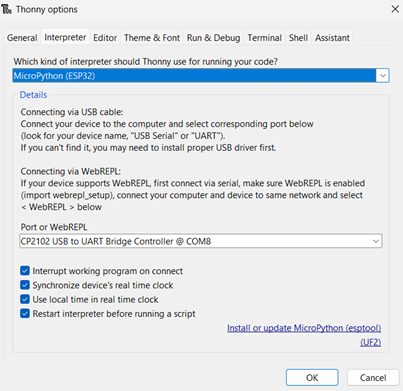 Thonny options
General Interpreter Editor Theme & Font Run & Debug Terminal Shell Assistant
Which kind of interpreter should Thonny use for running your code?
MicroPython (ESP32)
Details
Connecting via USB cable:
Connect your device to the computer and select corresponding port below
(look for your device name, "USB Serial" or "UART").
If you can't find it, you may need to install proper USB driver first.
Connecting via WebREPL:
If your device supports WebREPL, first connect via serial, make sure WebREPL is enabled
(import webrepl_setup), connect your computer and device to same network and select
< WebREPL > below
Port or WebREPL
CP2102 USB to UART Bridge Controller @ COM8
Interrupt working program on connect
Synchronize device's real time clock
Use local time in real time clock
Restart interpreter before running a script
Install or update MicroPython (esptool)
(UF2)
OK Cancel